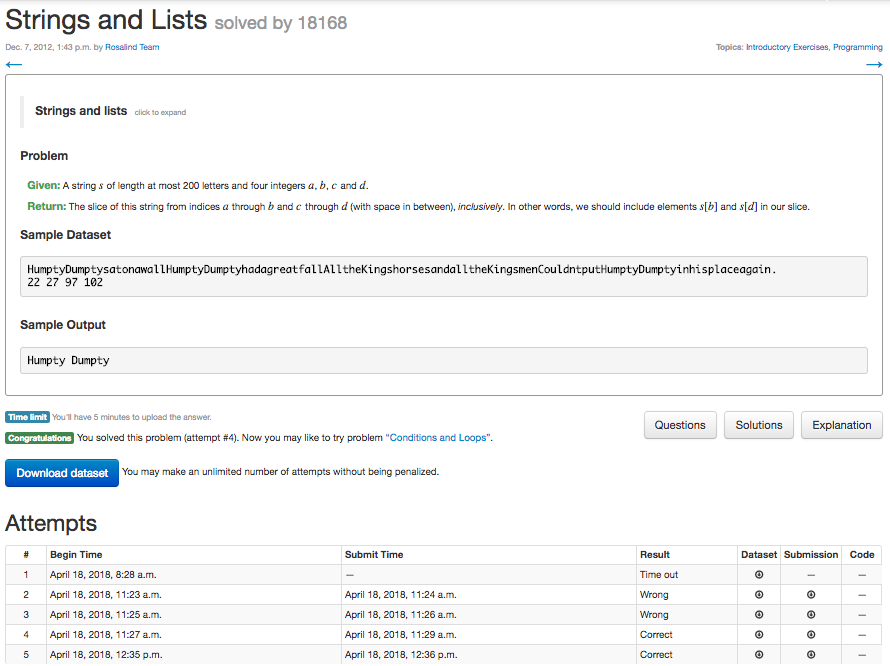 Strings and Lists solved by 18168
Dec. 7, 2012, 1:43 p.m. by Rosalind Team
Topics: Introductory Exercises, Programming
← →
Strings and lists click to expand
Problem
Given: A string s of length at most 200 letters and four integers a, b, c and d.
Return: The slice of this string from indices a through b and c through d (with space in between), inclusively. In other words, we should include elements s[b] and s[d] in our slice.
Sample Dataset
HumptyDumptysatonawallHumptyDumptyhadagreatfallAlltheKingshorsesandalltheKingsmenCouldntputHumptyDumptyinhisplaceagain.
22 27 97 102
Sample Output
Humpty Dumpty
Time limit You'll have 5 minutes to upload the answer.
Congratulations You solved this problem (attempt #4). Now you may like to try problem “Conditions and Loops”.
Questions Solutions Explanation
Download dataset You may make an unlimited number of attempts without being penalized.
Attempts
# Begin Time Submit Time Result Dataset Submission Code
1 April 18, 2018, 8:28 a.m. — Time out — —
2 April 18, 2018, 11:23 a.m. April 18, 2018, 11:24 a.m. Wrong —
3 April 18, 2018, 11:25 a.m. April 18, 2018, 11:26 a.m. Wrong —
4 April 18, 2018, 11:27 a.m. April 18, 2018, 11:29 a.m. Correct —
5 April 18, 2018, 12:35 p.m. April 18, 2018, 12:36 p.m. Correct —